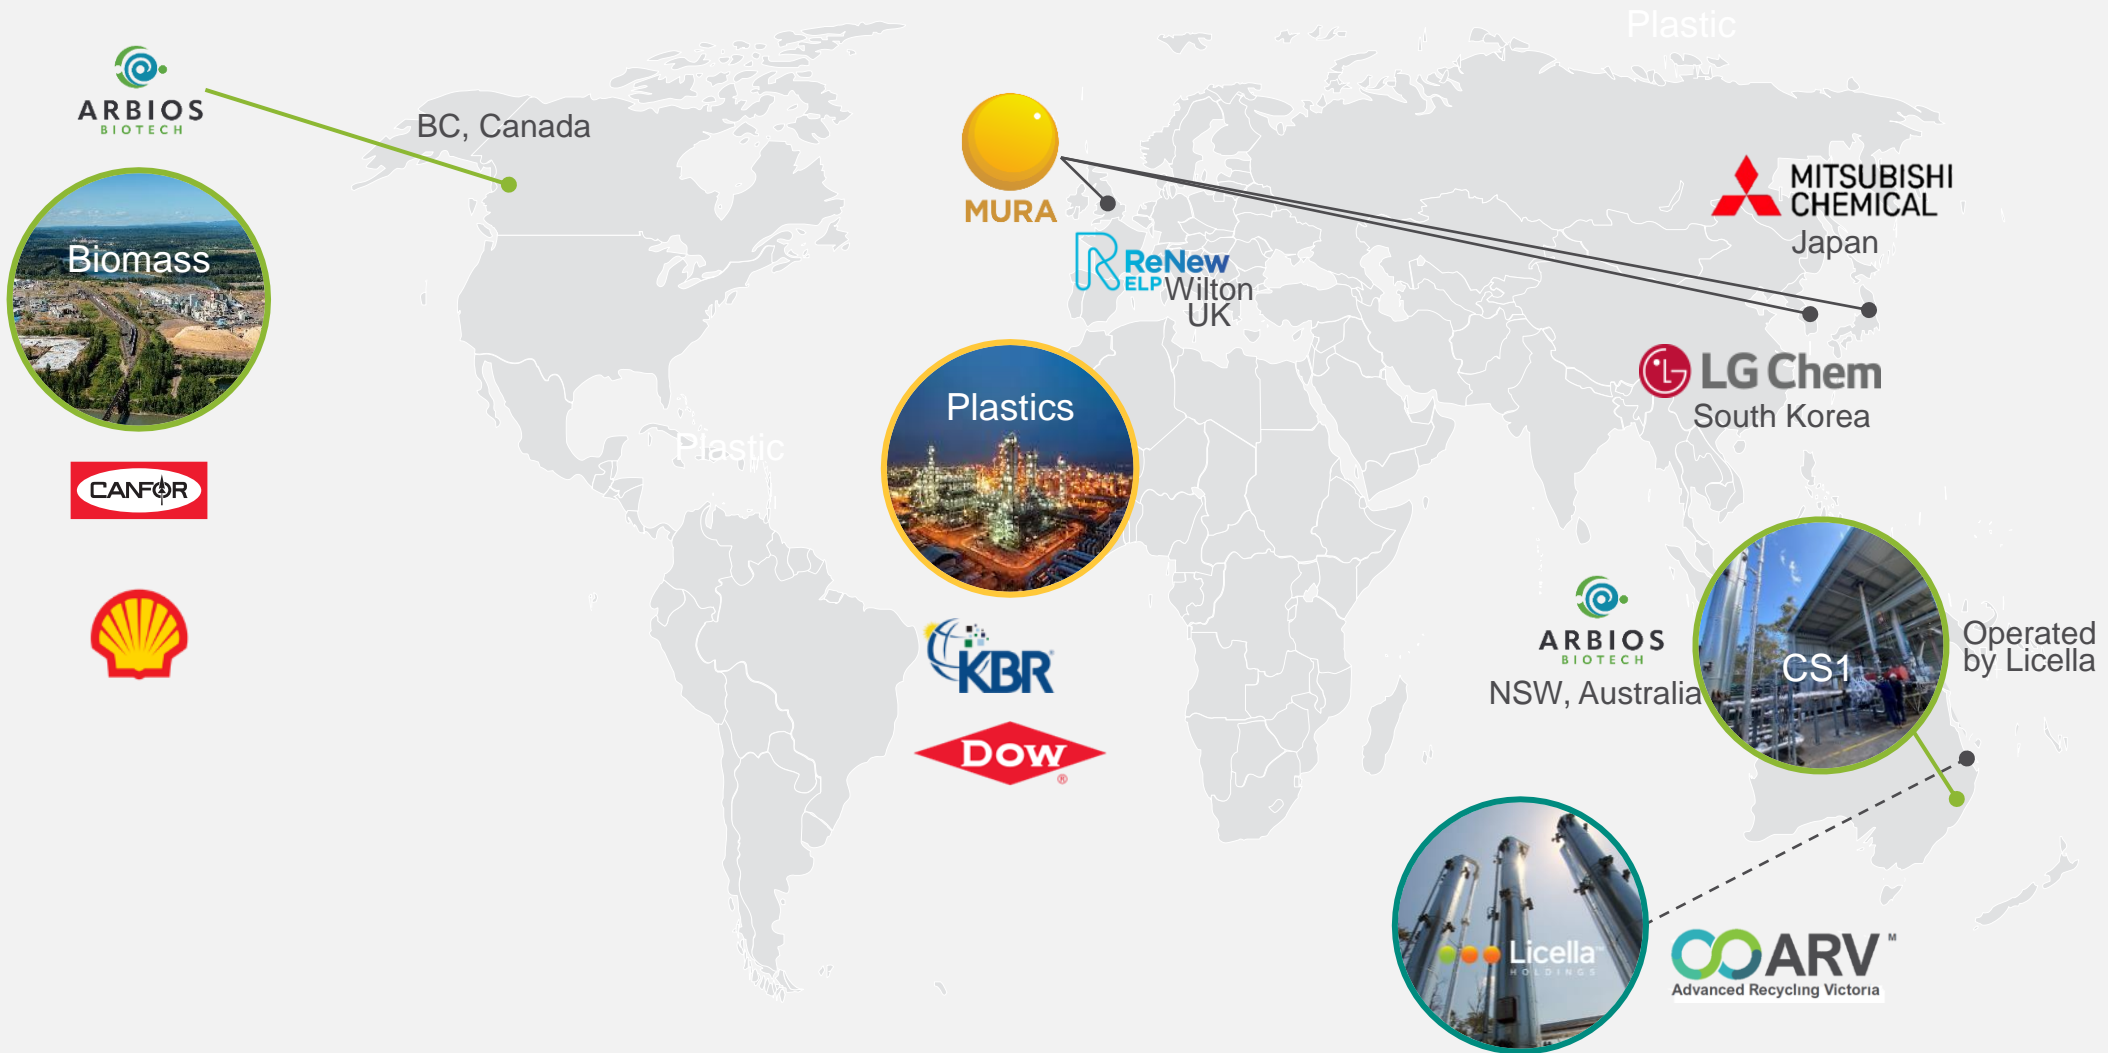 Plastic
ARBIOS
BIOTECH
BC, Canada
MURA
MITSUBISHI
CHEMICAL
Japan
Biomass
ReNew
ELP
Wilton
UK
LG Chem
South Korea
Plastics
Plastic
CANFOR
KBR
DOW
®
ARBIOS
BIOTECH
NSW, Australia
CS1
Operated
by Licella
Licella™
HOLDINGS
ARV M
Advanced Recycling Victoria